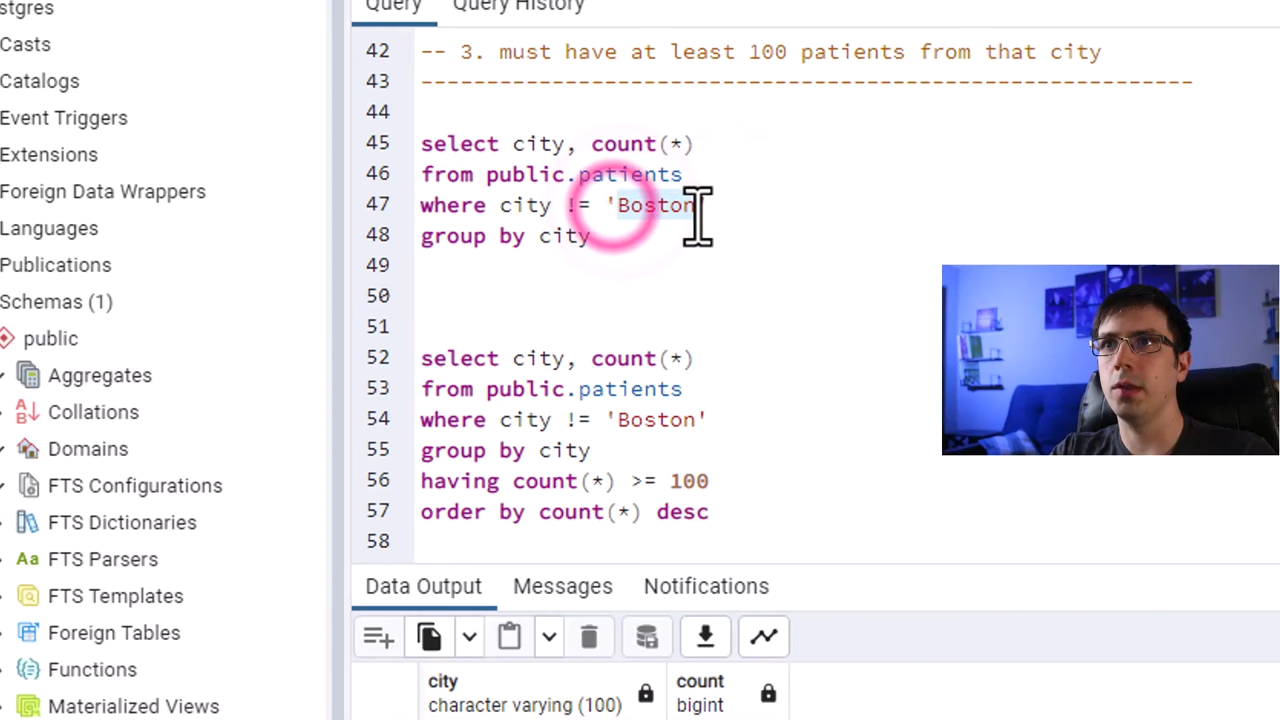 stgres
Casts
Catalogs
Event Triggers
Extensions
Foreign Data Wrappers
Languages
Publications
Schemas (1)
public
Aggregates
Collations
Domains
FTS Configurations
FTS Dictionaries
Aa FTS Parsers
FTS Templates
Foreign Tables
Functions
Materialized Views
Query Query History
42 -- 3. must have at least 100 patients from that city
43 -----------------------------------------------------------
44
45 select city, count(*)
46 from public.patients
47 where city != 'Boston'
48 group by city
49
50
51
52 select city, count(*)
53 from public.patients
54 where city != 'Boston'
55 group by city
56 having count(*) >= 100
57 order by count(*) desc
58
Data Output Messages Notifications
city count
character varying (100) bigint